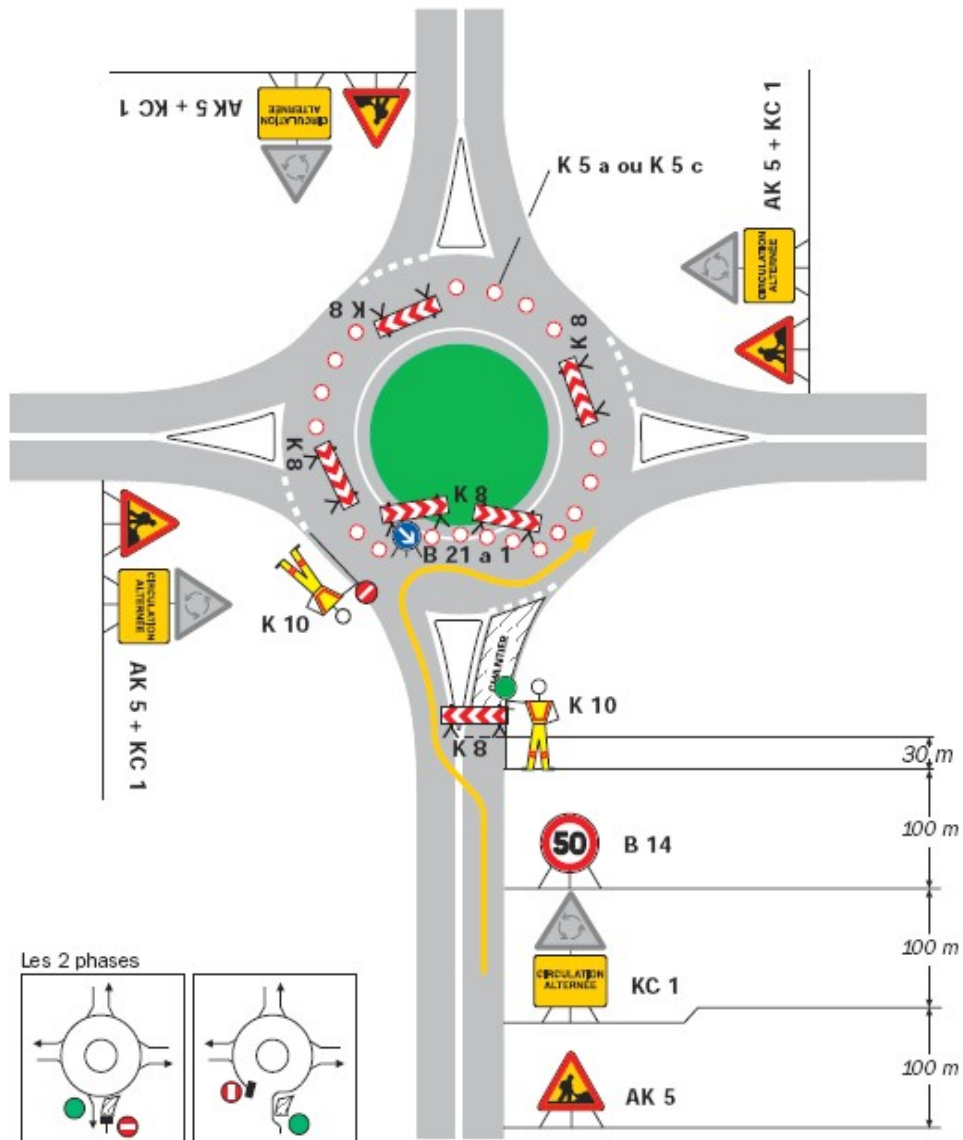 AK 5 + KC 1
CIRCULATION
ALTERNÉE
K 5 a ou K 5 c
AK 5 + KC 1
CIRCULATION
ALTERNÉE
K 8
K 8
K 8
K 8
B 21 a 1
K 10
CIRCULATION
ALTERNÉE
AK 5 + KC 1
CHANTIER
K 10
K 8
30 m
100 m
50
B 14
100 m
CIRCULATION
ALTERNÉE
KC 1
100 m
AK 5
Les 2 phases